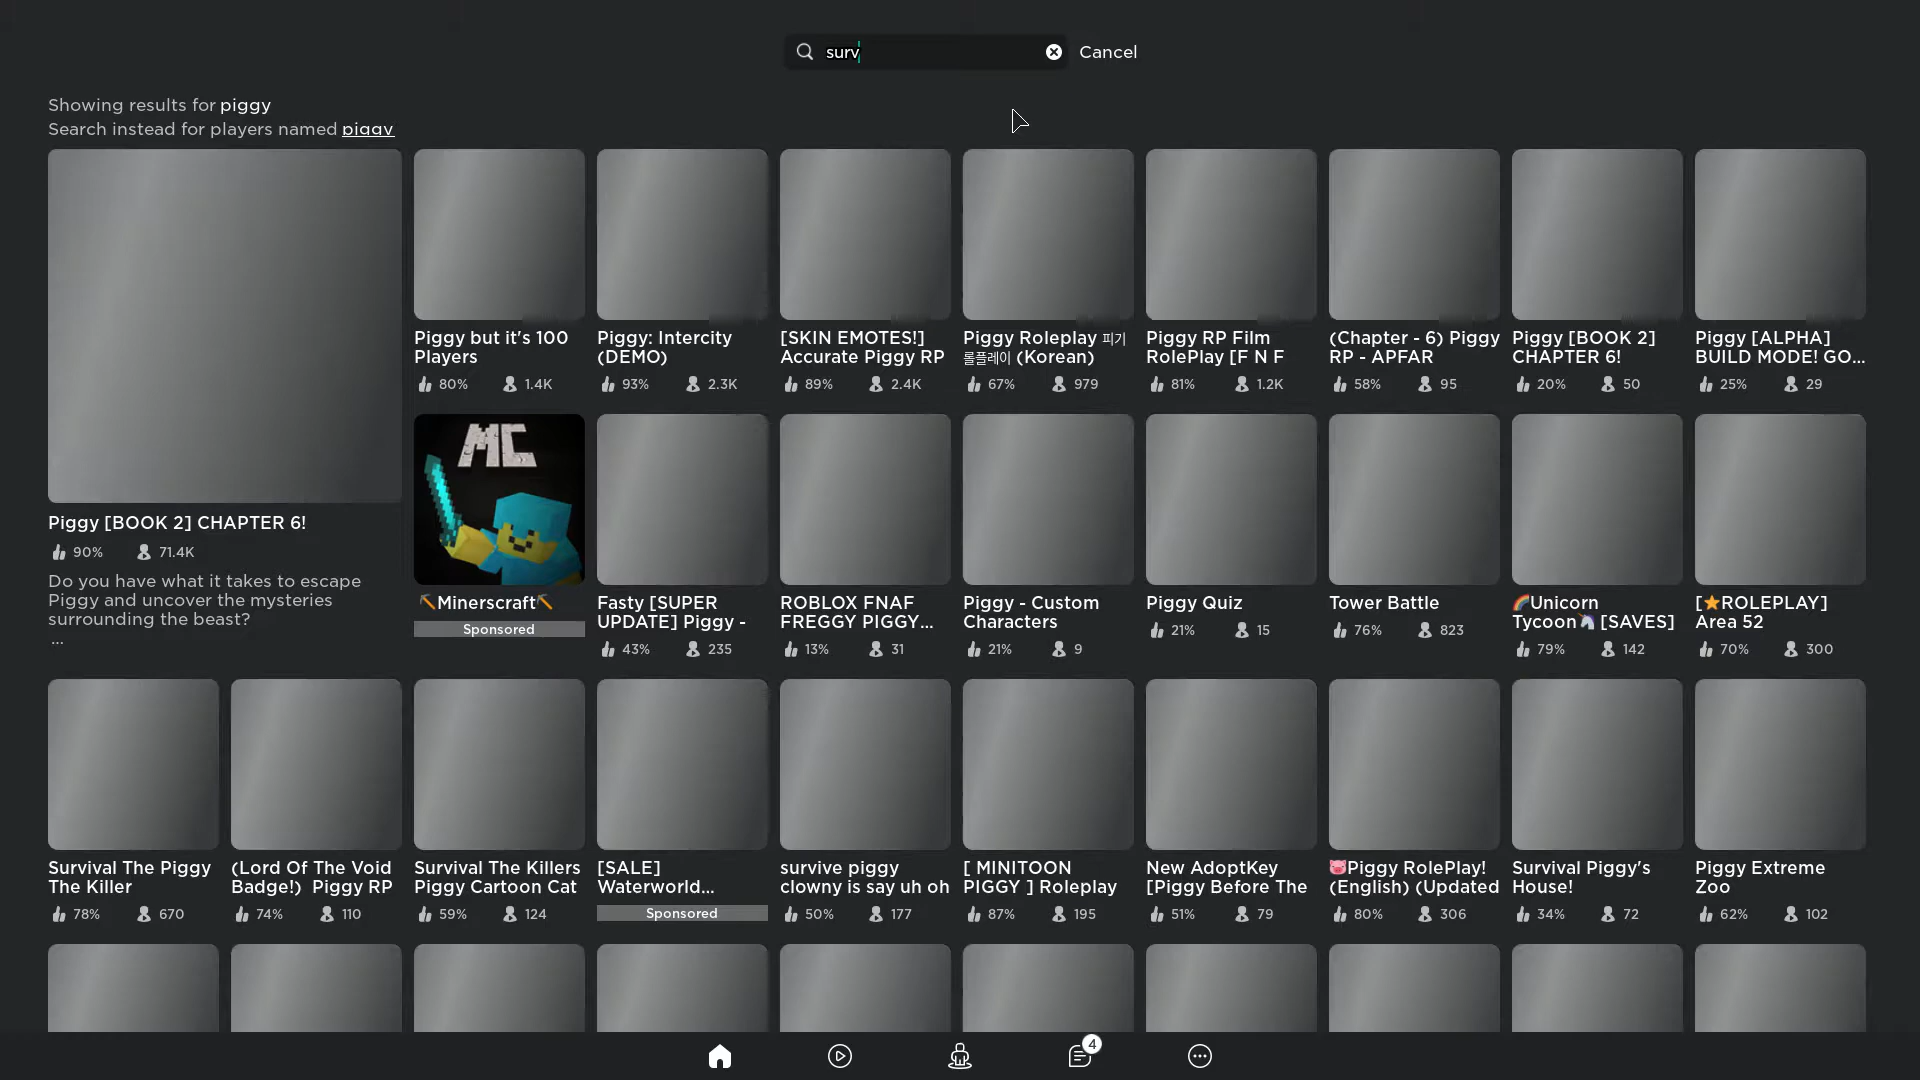 surv
Cancel
Showing results for piggy
Search instead for players named piggy
Piggy [BOOK 2] CHAPTER 6!
90% 71.4K
Do you have what it takes to escape
Piggy and uncover the mysteries
surrounding the beast?
...
Piggy but it's 100
Players
80% 1.4K
Piggy: Intercity
(DEMO)
93% 2.3K
[SKIN EMOTES!]
Accurate Piggy RP
89% 2.4K
Piggy Roleplay 피기
롤플레이 (Korean)
67% 979
Piggy RP Film
RolePlay [F N F
81% 1.2K
(Chapter - 6) Piggy
RP - APFAR
58% 95
Piggy [BOOK 2]
CHAPTER 6!
20% 50
Piggy [ALPHA]
BUILD MODE! GO...
25% 29
MC
⛏Minerscraft⛏
Sponsored
Fasty [SUPER
UPDATE] Piggy -
43% 235
ROBLOX FNAF
FREGGY PIGGY...
13% 31
Piggy - Custom
Characters
21% 9
Piggy Quiz
21% 15
Tower Battle
76% 823
🌈Unicorn
Tycoon🦄 [SAVES]
79% 142
[⭐ROLEPLAY]
Area 52
70% 300
Survival The Piggy
The Killer
78% 670
(Lord Of The Void
Badge!) Piggy RP
74% 110
Survival The Killers
Piggy Cartoon Cat
59% 124
[SALE]
Waterworld...
Sponsored
survive piggy
clowny is say uh oh
50% 177
[ MINITOON
PIGGY ] Roleplay
87% 195
New AdoptKey
[Piggy Before The
51% 79
🐷Piggy RolePlay!
(English) (Updated
80% 306
Survival Piggy's
House!
34% 72
Piggy Extreme
Zoo
62% 102
4